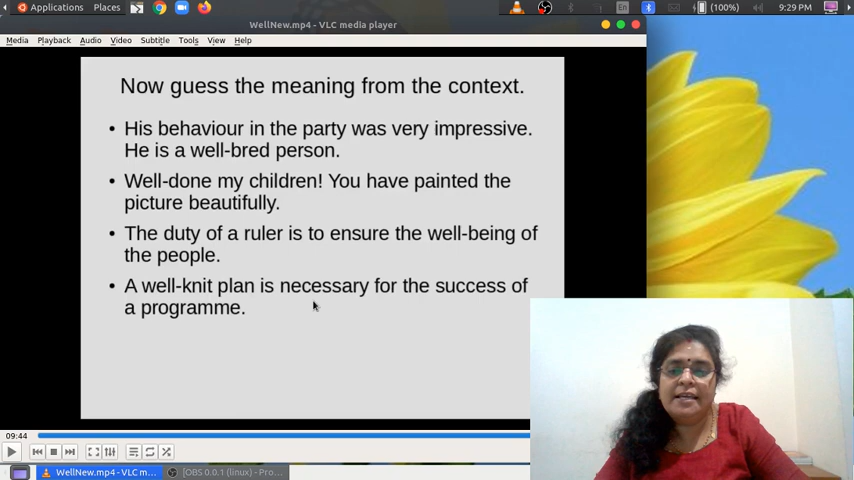 Applications Places En (100%) 9:29 PM
WellNew.mp4 - VLC media player
Media Playback Audio Video Subtitle Tools View Help
Now guess the meaning from the context.
• His behaviour in the party was very impressive.
He is a well-bred person.
• Well-done my children! You have painted the
picture beautifully.
• The duty of a ruler is to ensure the well-being of
the people.
• A well-knit plan is necessary for the success of
a programme.
09:44
WellNew.mp4 - VLC m... [OBS 0.0.1 (linux) - Pro...